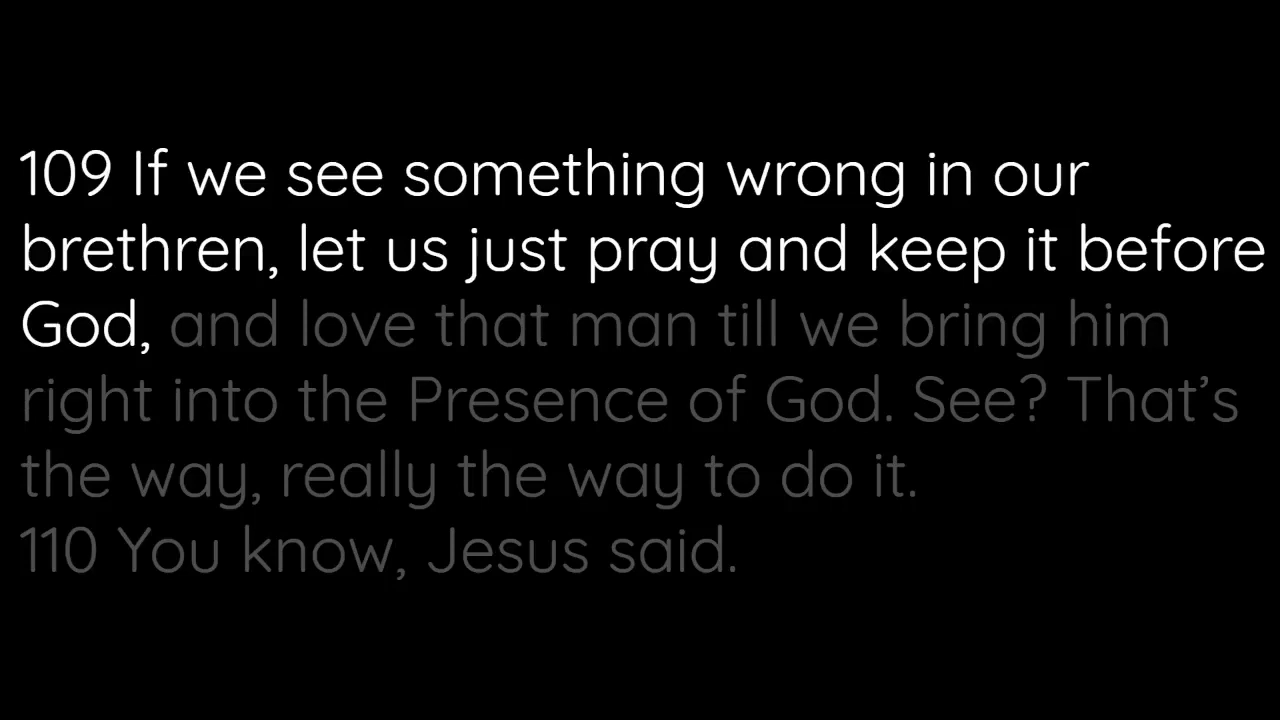 109 If we see something wrong in our
brethren, let us just pray and keep it before
God, and love that man till we bring him
right into the Presence of God. See? That’s
the way, really the way to do it.
110 You know, Jesus said.